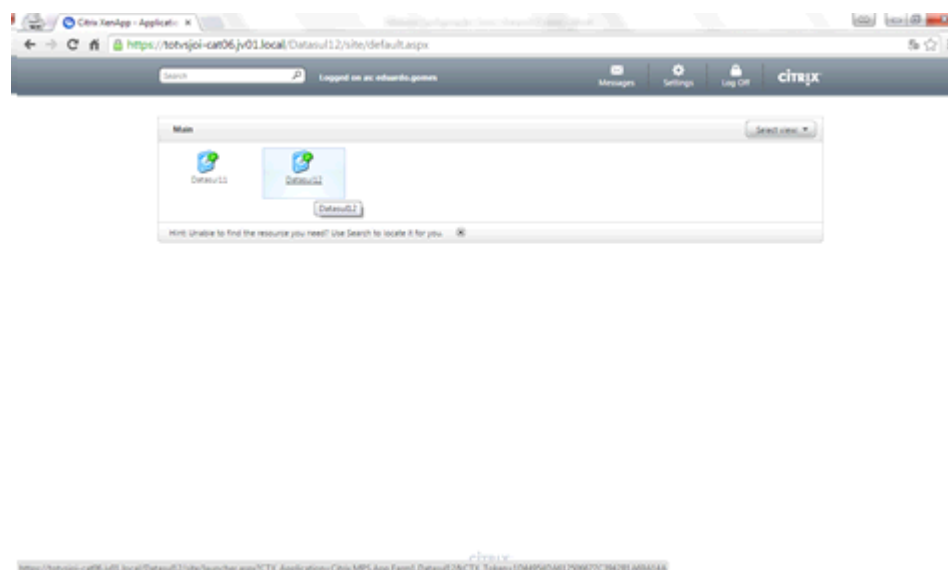 Citrix XenApp - Applicatic
https://totvsjoi-cat06.jv01.local/Datasul12/site/default.aspx
Search
Logged on as: eduardo.gomes
Messages
Settings
Log Off
CITRIX
Main
Select view:
Datasul11
Datasul12
Datasul12
Hint: Unable to find the resource you need? Use Search to locate it for you.
CITRIX